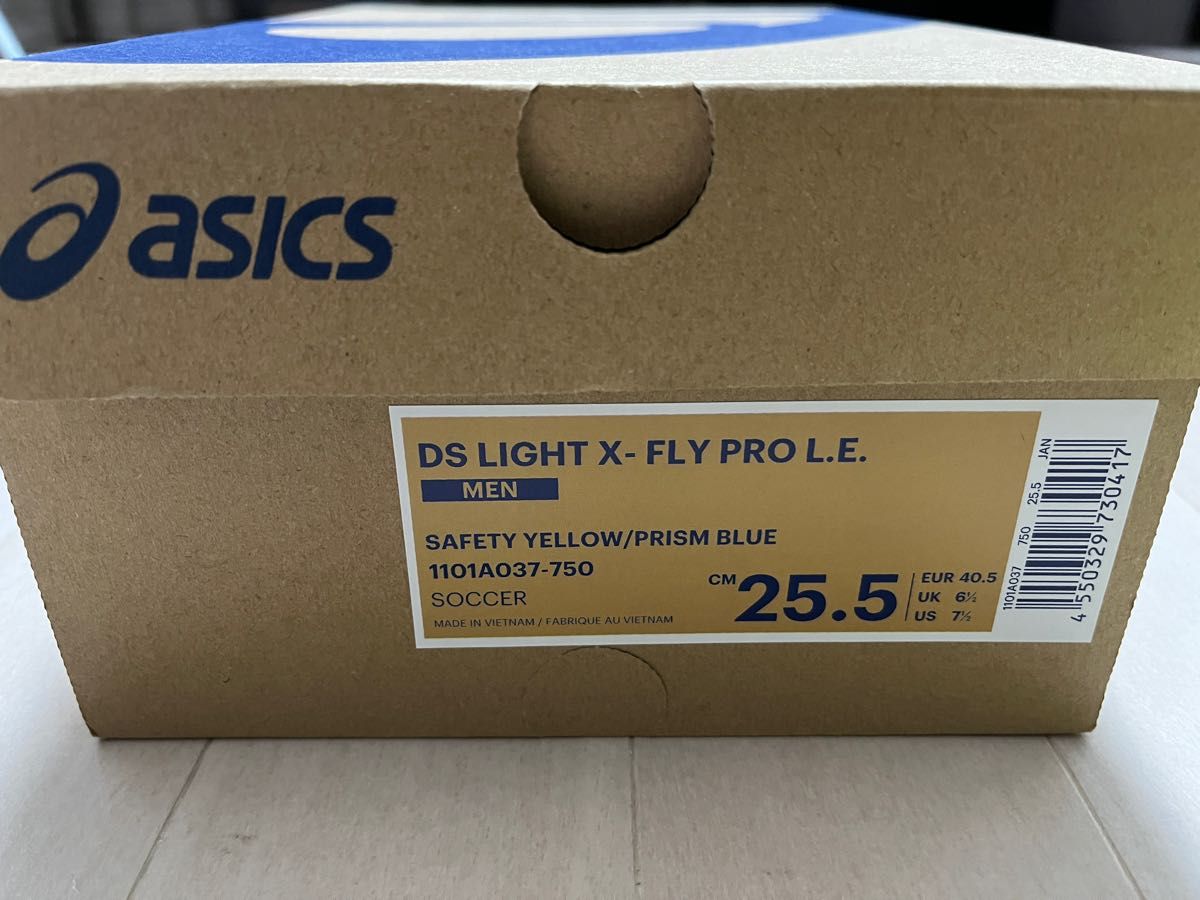 asics
DS LIGHT X- FLY PRO L.E.
MEN
SAFETY YELLOW/PRISM BLUE
1101A037-750
SOCCER
MADE IN VIETNAM / FABRIQUE AU VIETNAM
CM 25.5
EUR 40.5
UK 6½
US 7½
1101A037 750 25.5 JAN
4 550329 730417